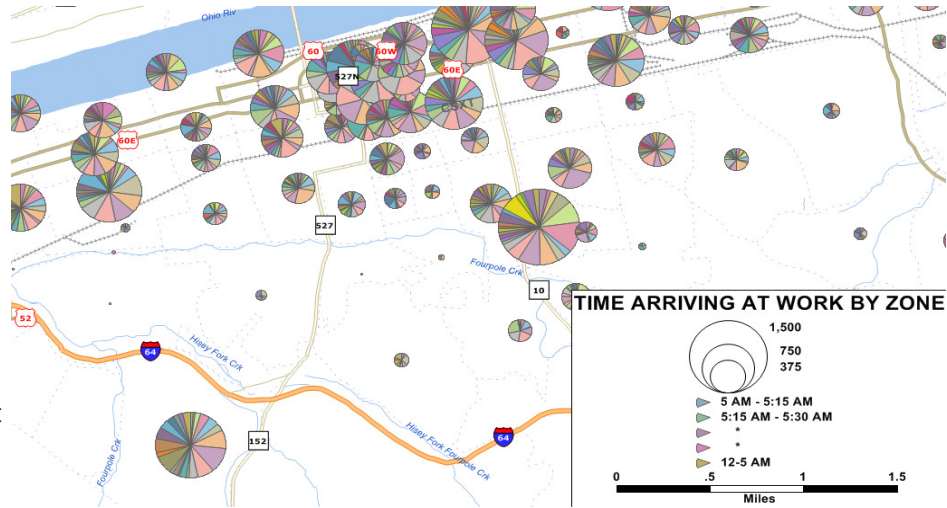 Ohio Riv
60
60W
527N
60E
CSXT
60E
527
Fourpole Crk
10
52
64
Hisey Fork Crk
152
Fourpole Crk
Hisey Fork Fourpole Crk
64
TIME ARRIVING AT WORK BY ZONE
1,500
750
375
5 AM - 5:15 AM
5:15 AM - 5:30 AM
*
*
12-5 AM
0 .5 1 1.5
Miles